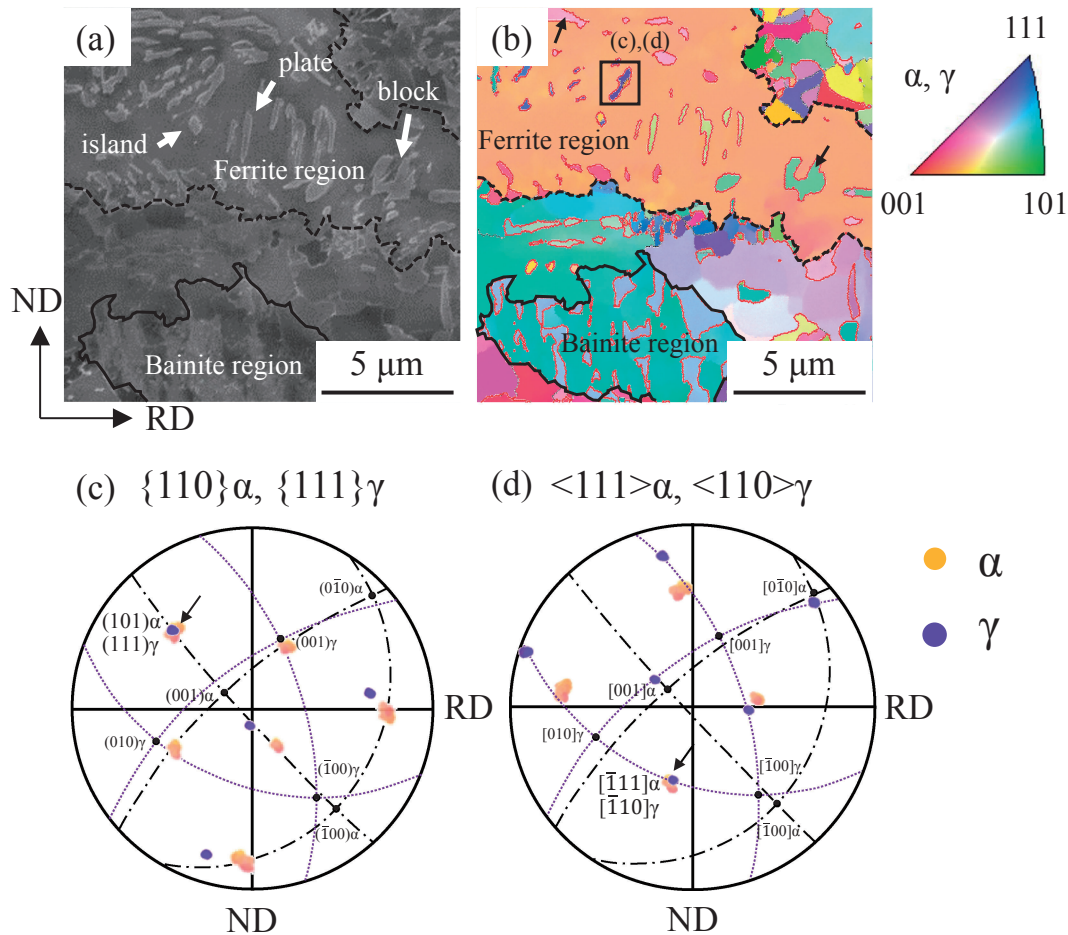 (a)
plate
block
island
Ferrite region
Bainite region
5 μm
ND
RD
(b)
(c),(d)
Ferrite region
Bainite region
5 μm
α, γ
111
001
101
(c) {110}α, {111}γ
(01̄0)α
(101)α
(111)γ
(001)γ
(001)α
(010)γ
(1̄00)γ
(1̄00)α
RD
ND
(d) <111>α, <110>γ
[01̄0]α
[001]γ
[001]α
[010]γ
[1̄00]γ
[1̄11]α
[1̄10]γ
[1̄00]α
RD
ND
α
γ